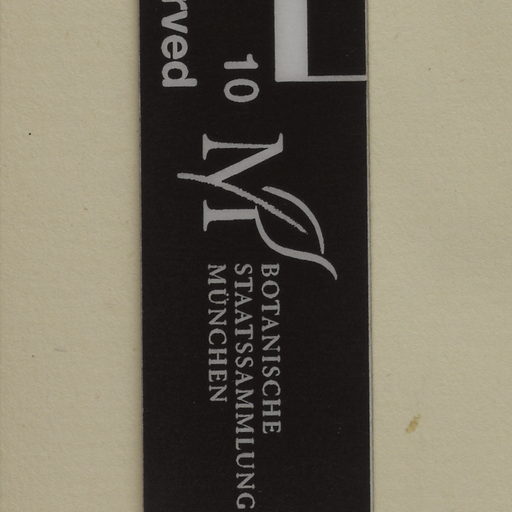 rved
10
M
BOTANISCHE
STAATSSAMMLUNG
MÜNCHEN